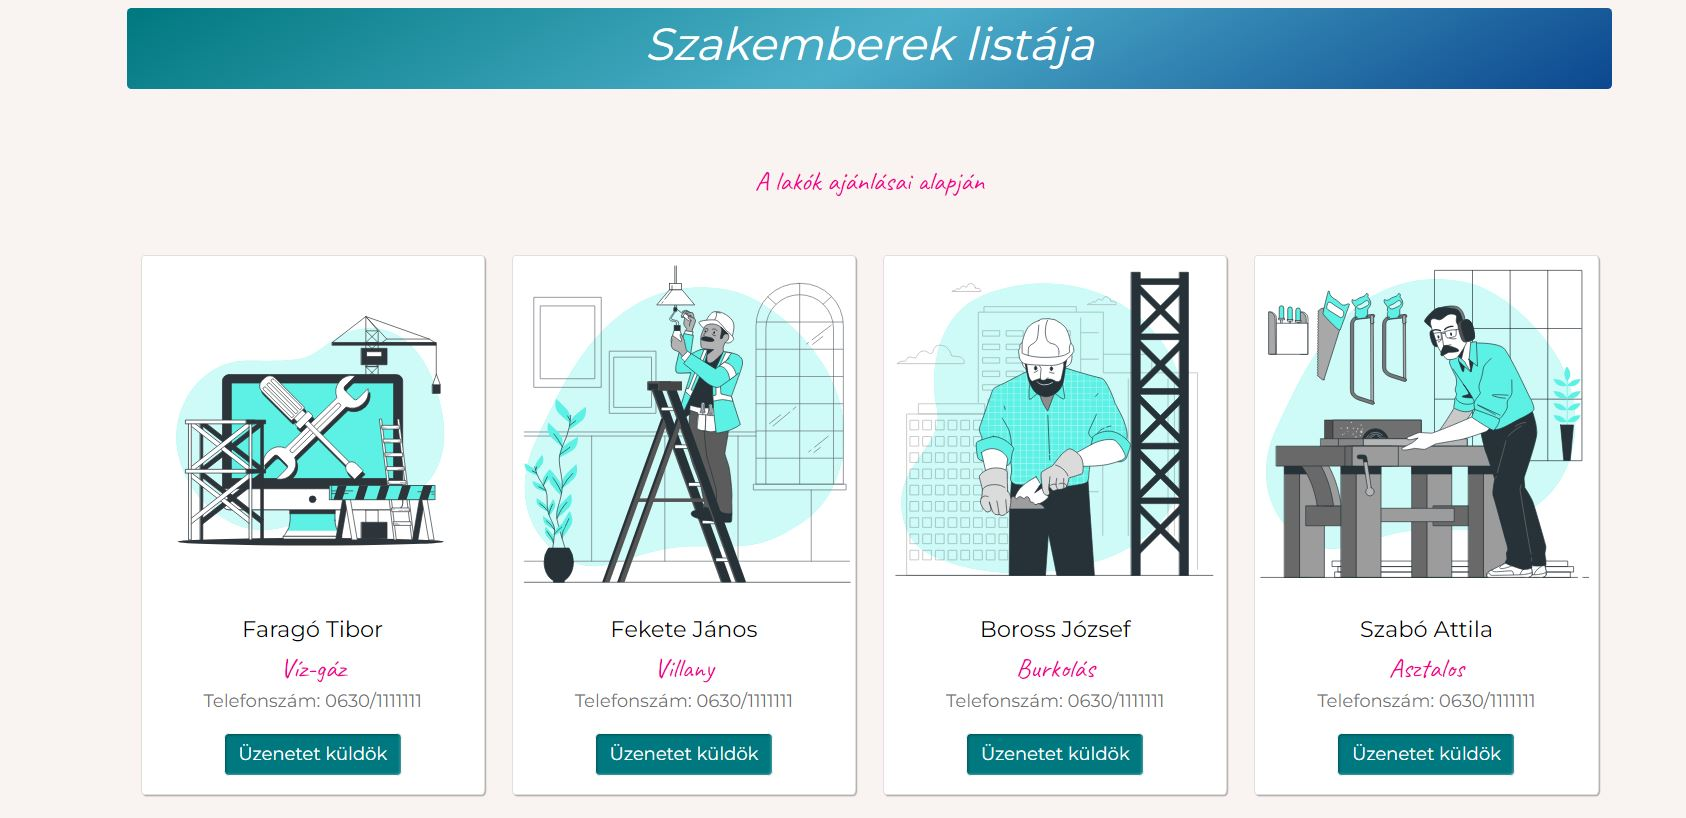 Szakemberek listája
A lakók ajánlásai alapján
Faragó Tibor
Víz-gáz
Telefonszám: 0630/1111111
Üzenetet küldök
Fekete János
Villany
Telefonszám: 0630/1111111
Üzenetet küldök
Boross József
Burkolás
Telefonszám: 0630/1111111
Üzenetet küldök
Szabó Attila
Asztalos
Telefonszám: 0630/1111111
Üzenetet küldök